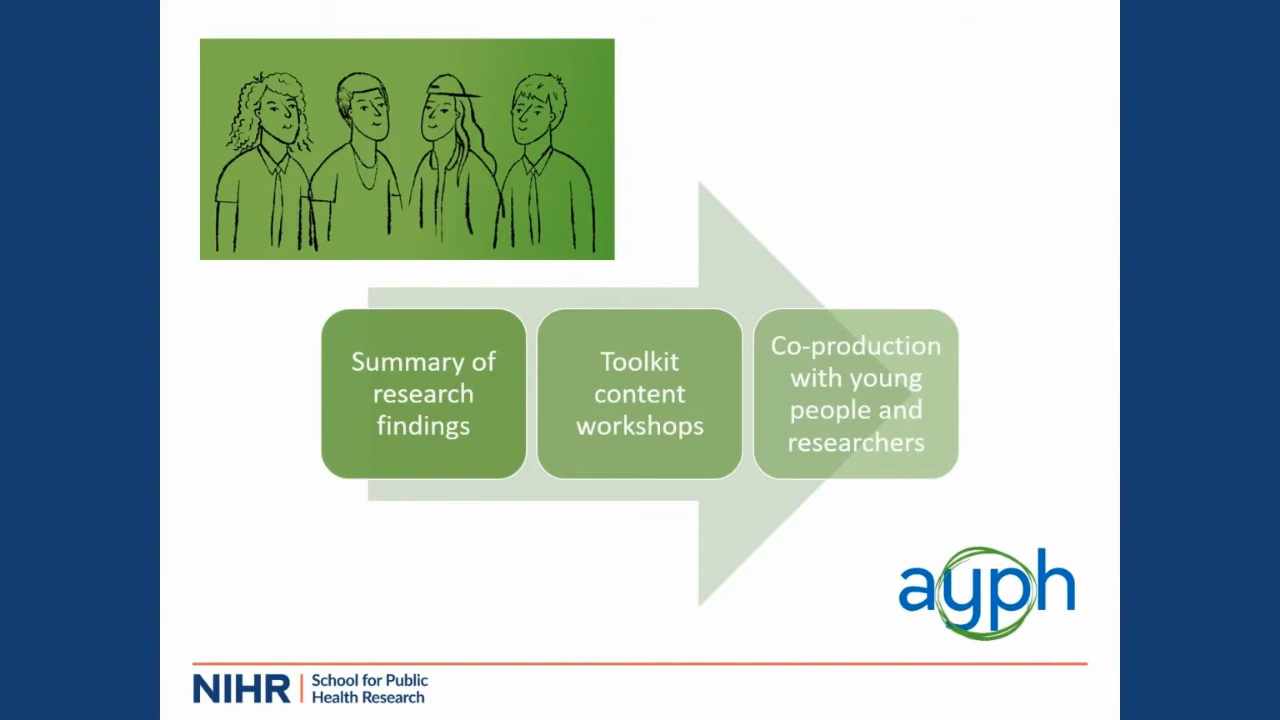 Summary of
research
findings
Toolkit
content
workshops
Co-production
with young
people and
researchers
ayph
NIHR
School for Public
Health Research